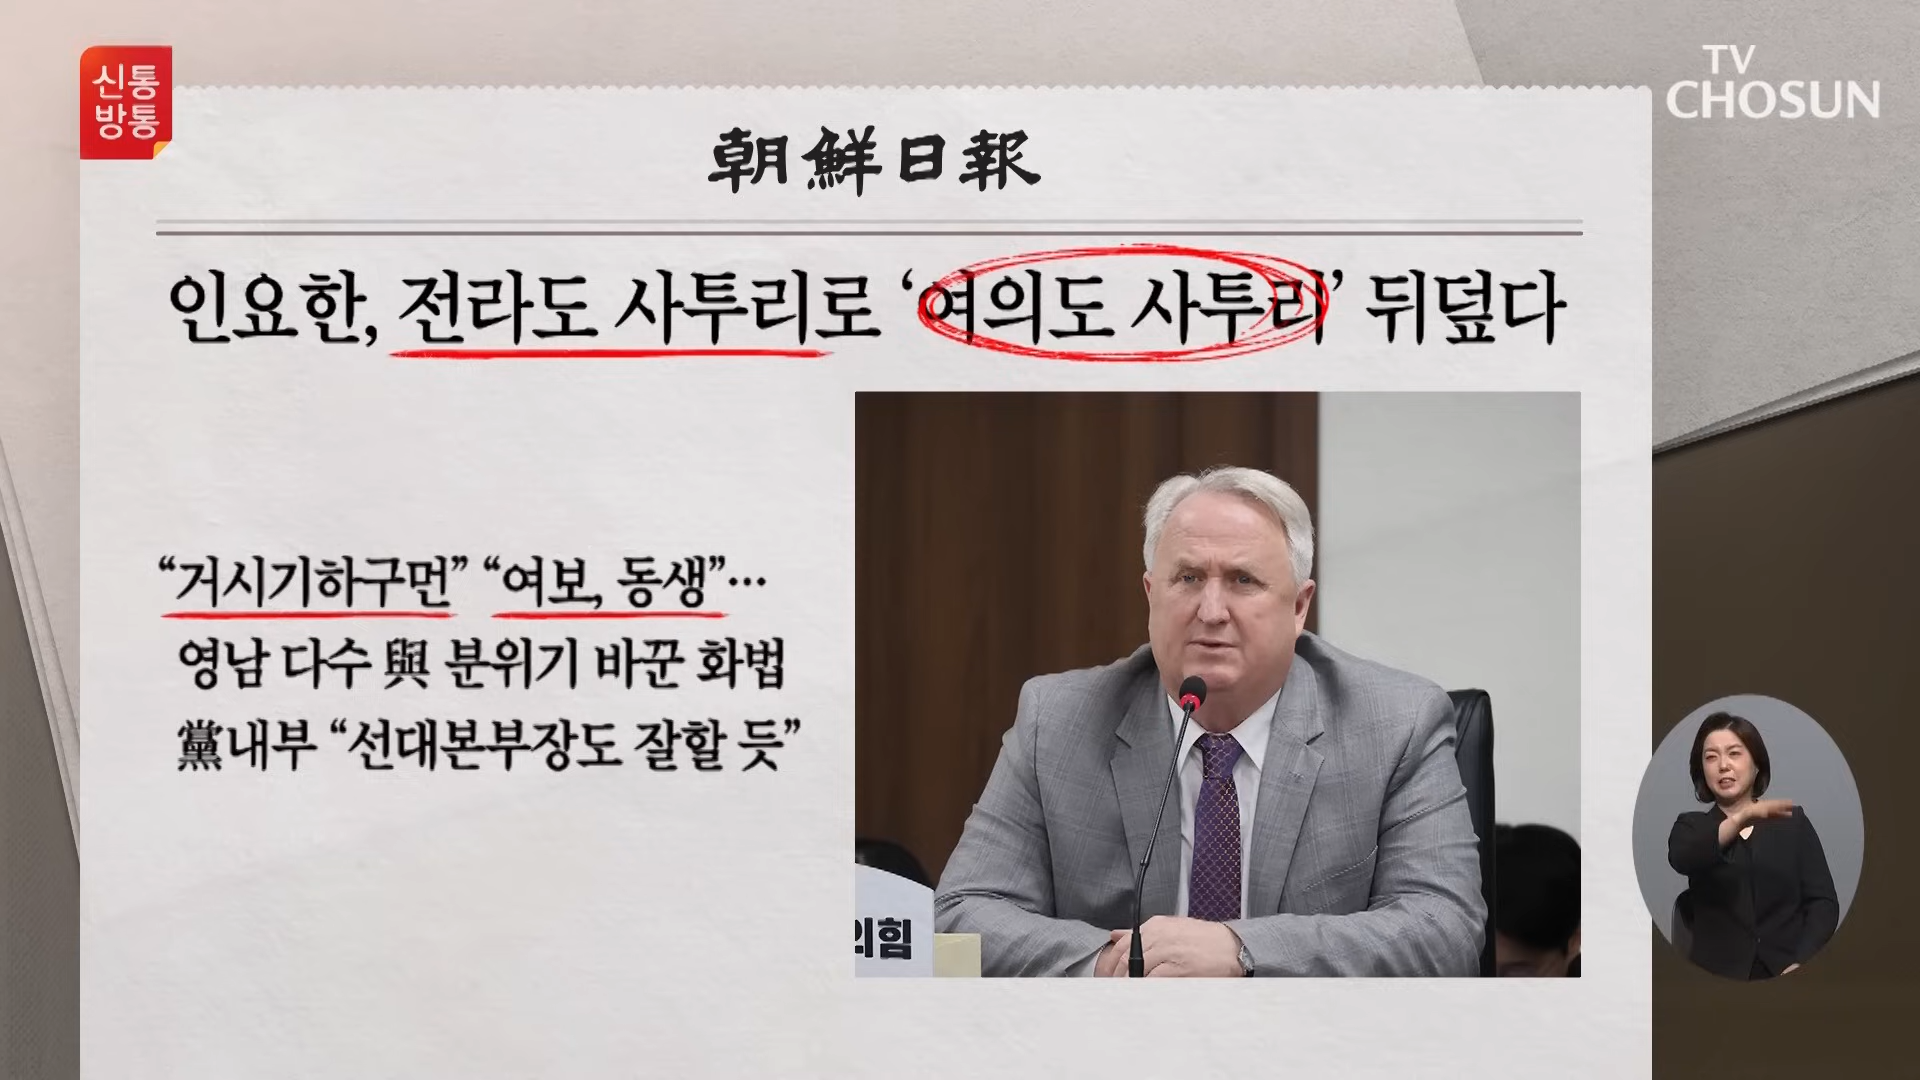 신통
방통
TV
CHOSUN
朝鮮日報
인요한, 전라도 사투리로 ‘여의도 사투리’ 뒤덮다
“거시기하구먼” “여보, 동생”…
영남 다수 與 분위기 바꾼 화법
黨내부 “선대본부장도 잘할 듯”
의힘